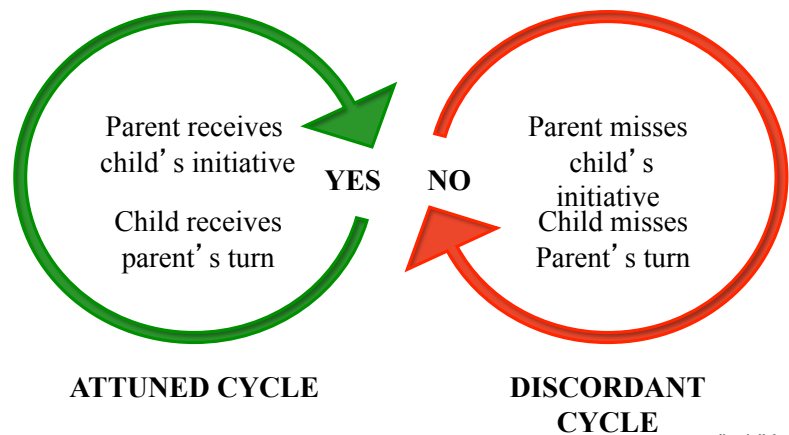 Parent receives
child’s initiative
YES
Child receives
parent’s turn
ATTUNED CYCLE
NO
Parent misses
child’s
initiative
Child misses
Parent’s turn
DISCORDANT
CYCLE